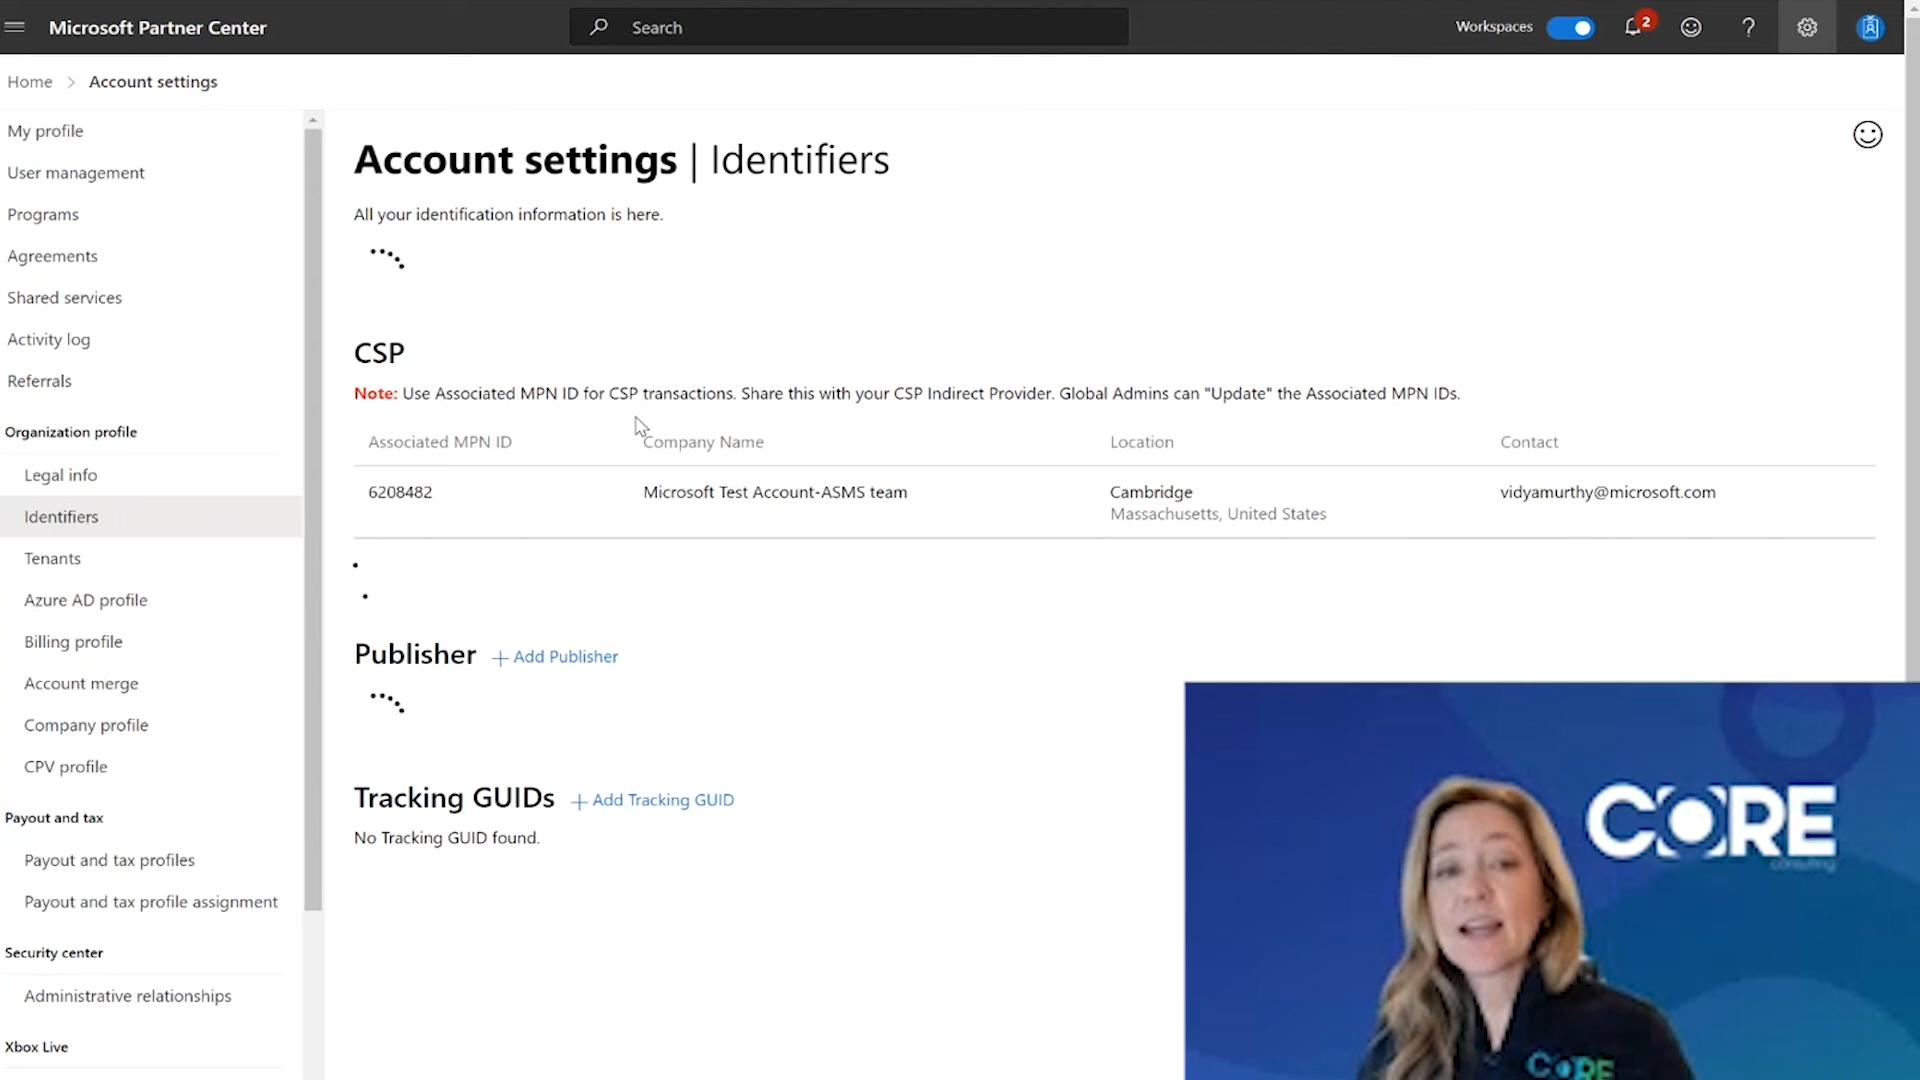 Microsoft Partner Center
Search
Workspaces
2
Home > Account settings
My profile
User management
Programs
Agreements
Shared services
Activity log
Referrals
Organization profile
Legal info
Identifiers
Tenants
Azure AD profile
Billing profile
Account merge
Company profile
CPV profile
Payout and tax
Payout and tax profiles
Payout and tax profile assignment
Security center
Administrative relationships
Xbox Live
Account settings | Identifiers
All your identification information is here.
CSP
Note: Use Associated MPN ID for CSP transactions. Share this with your CSP Indirect Provider. Global Admins can "Update" the Associated MPN IDs.
Associated MPN ID Company Name Location Contact
6208482 Microsoft Test Account-ASMS team Cambridge vidyamurthy@microsoft.com
Massachusetts, United States
Publisher + Add Publisher
Tracking GUIDs + Add Tracking GUID
No Tracking GUID found.
CORE
consulting
CORE